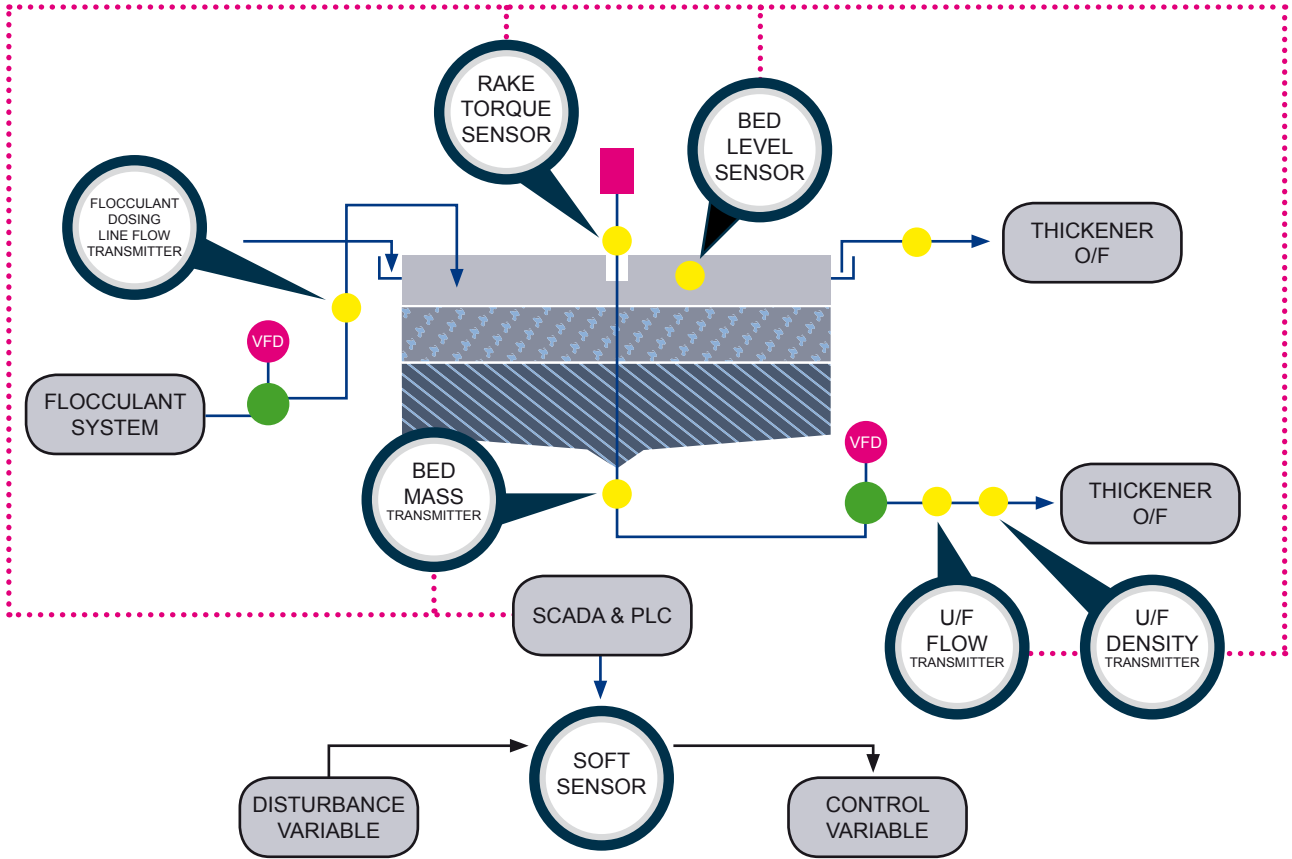 RAKE
TORQUE
SENSOR
BED
LEVEL
SENSOR
FLOCCULANT
DOSING
LINE FLOW
TRANSMITTER
THICKENER
O/F
VFD
FLOCCULANT
SYSTEM
BED
MASS
TRANSMITTER
VFD
THICKENER
O/F
SCADA & PLC
U/F
FLOW
TRANSMITTER
U/F
DENSITY
TRANSMITTER
SOFT
SENSOR
DISTURBANCE
VARIABLE
CONTROL
VARIABLE